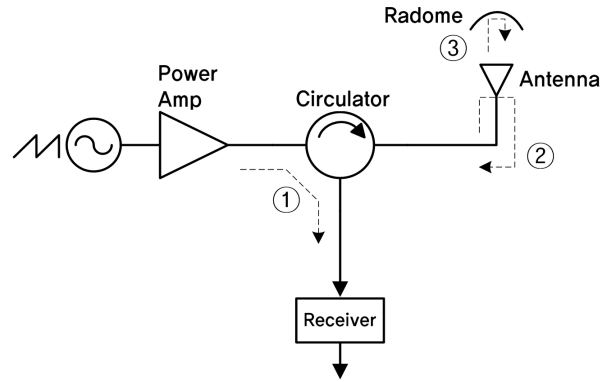 Radome
③
Power
Amp
Antenna
Circulator
②
①
Receiver